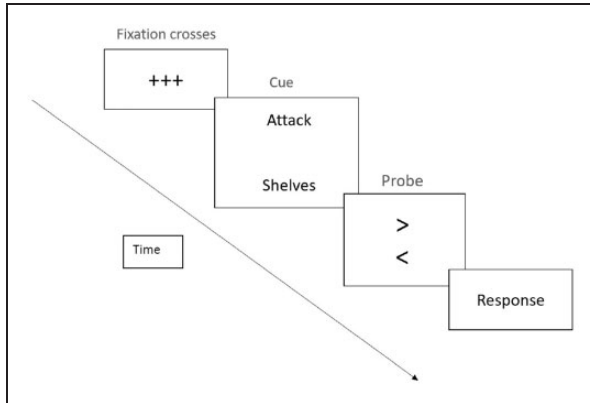 Fixation crosses
+++
Cue
Attack
Shelves
Probe
>
<
Time
Response